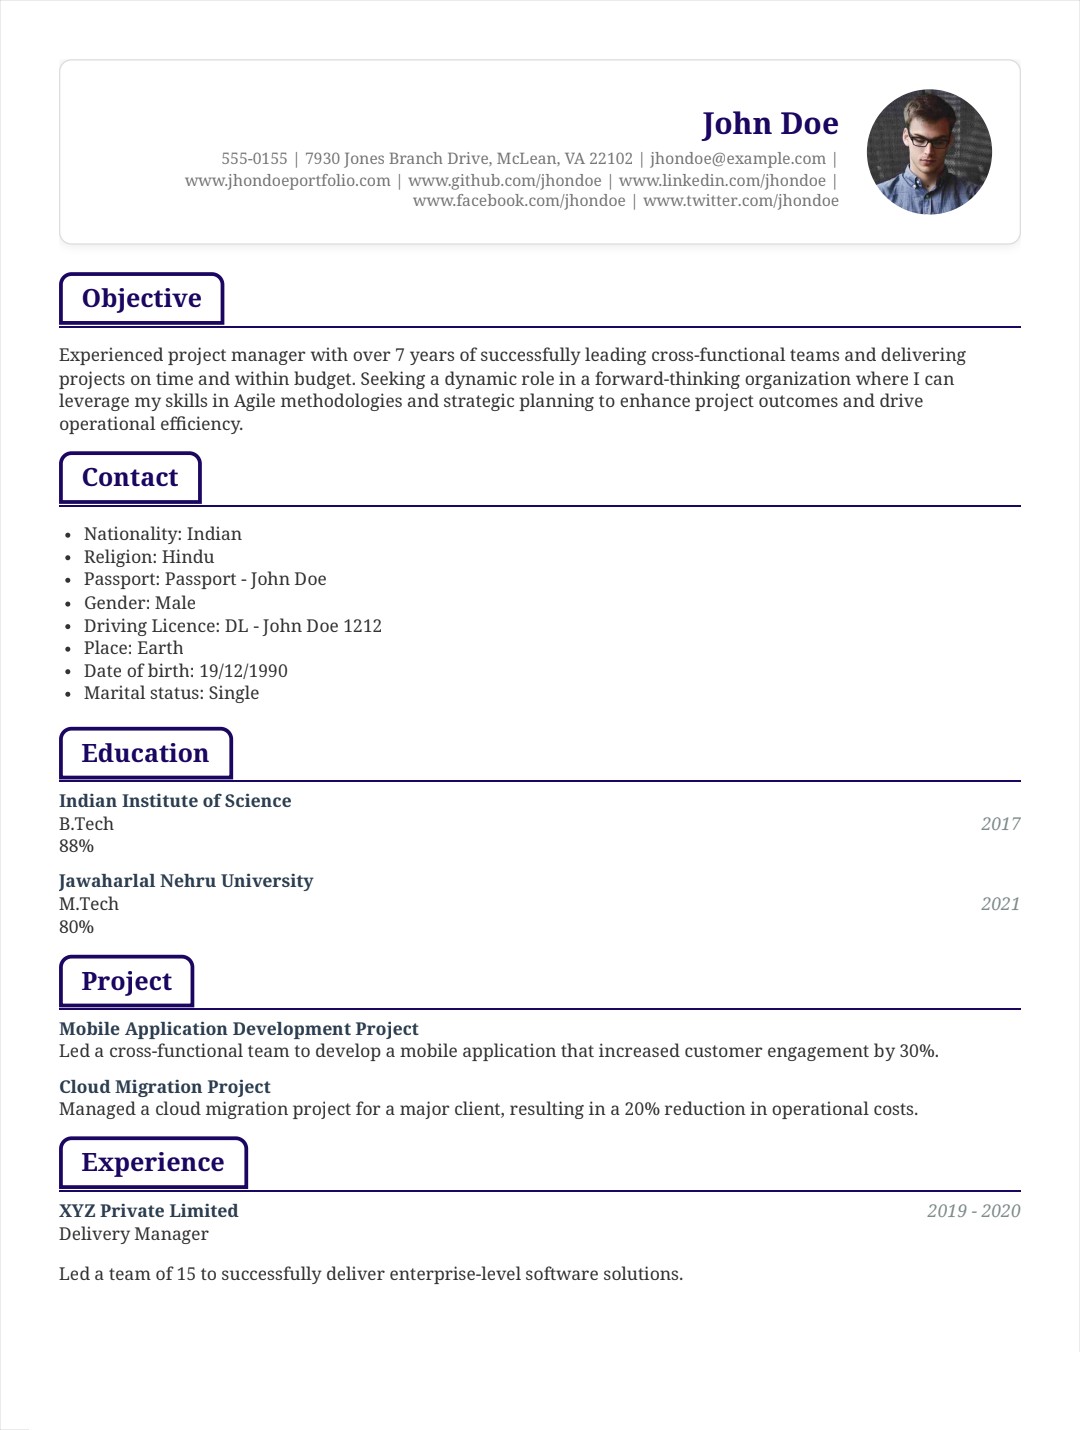 John Doe
555-0155 | 7930 Jones Branch Drive, McLean, VA 22102 | jhondoe@example.com |
www.jhondoeportfolio.com | www.github.com/jhondoe | www.linkedin.com/jhondoe |
www.facebook.com/jhondoe | www.twitter.com/jhondoe
Objective
Experienced project manager with over 7 years of successfully leading cross-functional teams and delivering
projects on time and within budget. Seeking a dynamic role in a forward-thinking organization where I can
leverage my skills in Agile methodologies and strategic planning to enhance project outcomes and drive
operational efficiency.
Contact
• Nationality: Indian
• Religion: Hindu
• Passport: Passport - John Doe
• Gender: Male
• Driving Licence: DL - John Doe 1212
• Place: Earth
• Date of birth: 19/12/1990
• Marital status: Single
Education
Indian Institute of Science
B.Tech 2017
88%
Jawaharlal Nehru University
M.Tech 2021
80%
Project
Mobile Application Development Project
Led a cross-functional team to develop a mobile application that increased customer engagement by 30%.
Cloud Migration Project
Managed a cloud migration project for a major client, resulting in a 20% reduction in operational costs.
Experience
XYZ Private Limited 2019 - 2020
Delivery Manager
Led a team of 15 to successfully deliver enterprise-level software solutions.